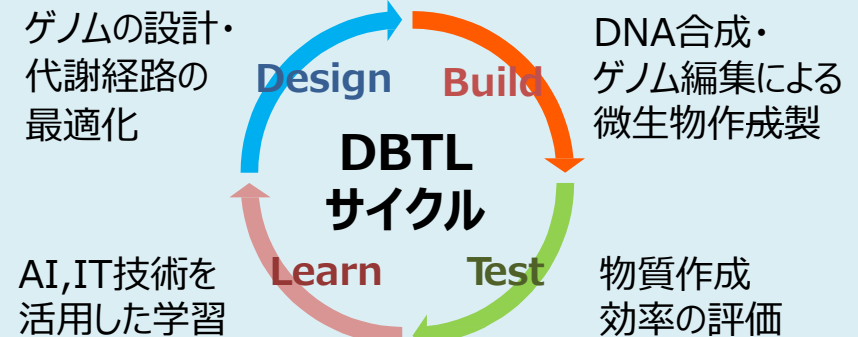 ゲノムの設計・
代謝経路の
最適化
Design
Build
DNA合成・
ゲノム編集による
微生物作成製
DBTL
サイクル
AI,IT技術を
活用した学習
Learn
Test
物質作成
効率の評価